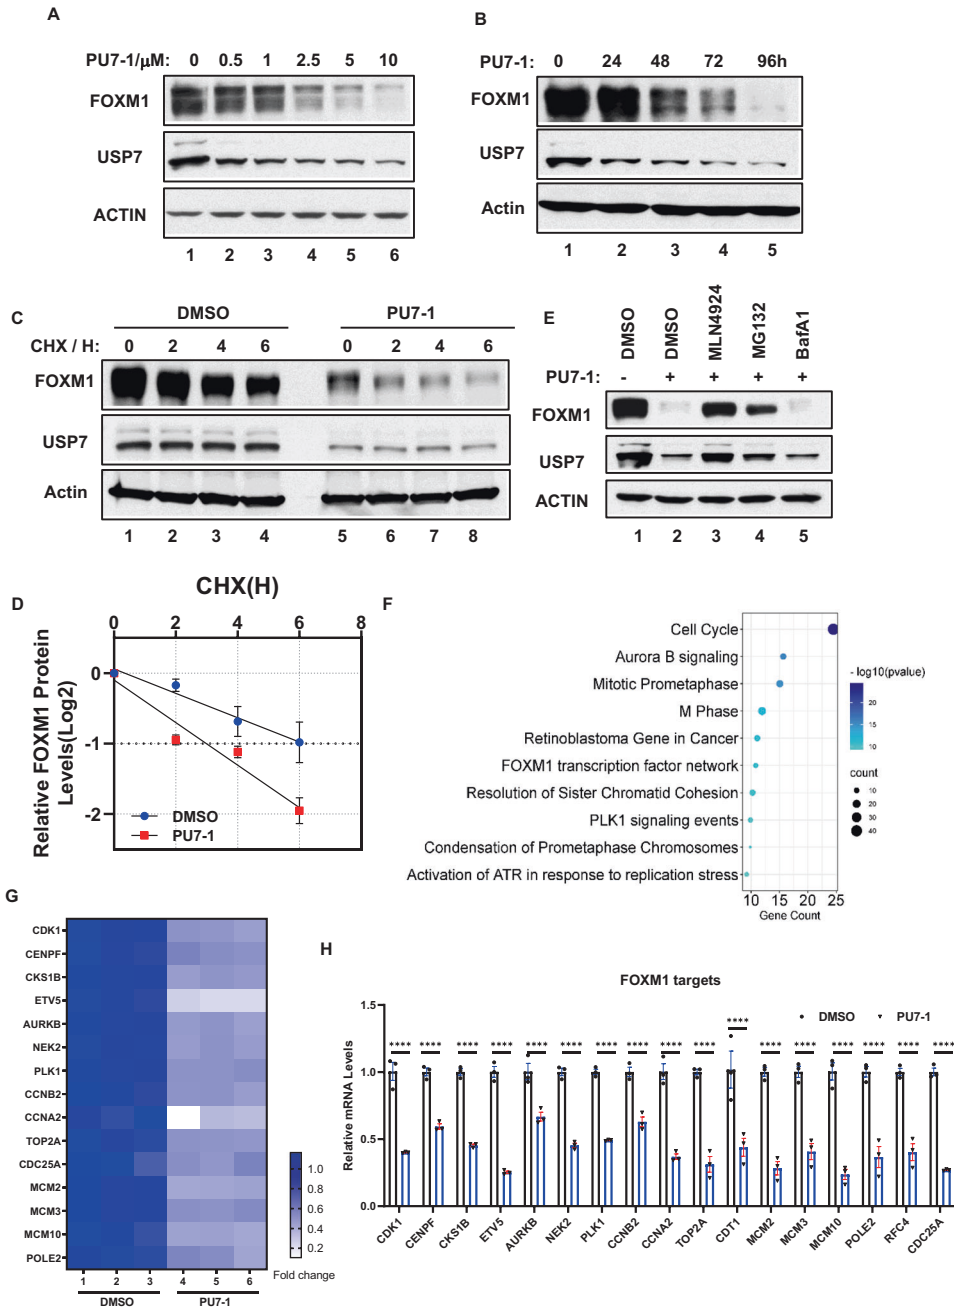 A
PU7-1/μM: 0 0.5 1 2.5 5 10
FOXM1
USP7
ACTIN
1 2 3 4 5 6
B
PU7-1: 0 24 48 72 96h
FOXM1
USP7
Actin
1 2 3 4 5
C
DMSO PU7-1
CHX / H: 0 2 4 6 0 2 4 6
FOXM1
USP7
Actin
1 2 3 4 5 6 7 8
E
DMSO DMSO MLN4924 MG132 BafA1
PU7-1: - + + + +
FOXM1
USP7
ACTIN
1 2 3 4 5
D
CHX(H)
0 2 4 6 8
Relative FOXM1 Protein
Levels(Log2)
0
-1
-2
DMSO
PU7-1
F
Cell Cycle
Aurora B signaling
Mitotic Prometaphase
M Phase
Retinoblastoma Gene in Cancer
FOXM1 transcription factor network
Resolution of Sister Chromatid Cohesion
PLK1 signaling events
Condensation of Prometaphase Chromosomes
Activation of ATR in response to replication stress
10 15 20 25
Gene Count
- log10(pvalue)
20
15
10
count
10
20
30
40
G
CDK1
CENPF
CKS1B
ETV5
AURKB
NEK2
PLK1
CCNB2
CCNA2
TOP2A
CDC25A
MCM2
MCM3
MCM10
POLE2
1 2 3 4 5 6
DMSO PU7-1
1.0
0.8
0.6
0.4
0.2
Fold change
H
FOXM1 targets
DMSO PU7-1
Relative mRNA Levels
1.5
1.0
0.5
0.0
**** **** **** **** **** **** **** **** **** **** **** **** **** **** **** **** ****
CDK1 CENPF CKS1B ETV5 AURKB NEK2 PLK1 CCNB2 CCNA2 TOP2A CDT1 MCM2 MCM3 MCM10 POLE2 RFC4 CDC25A